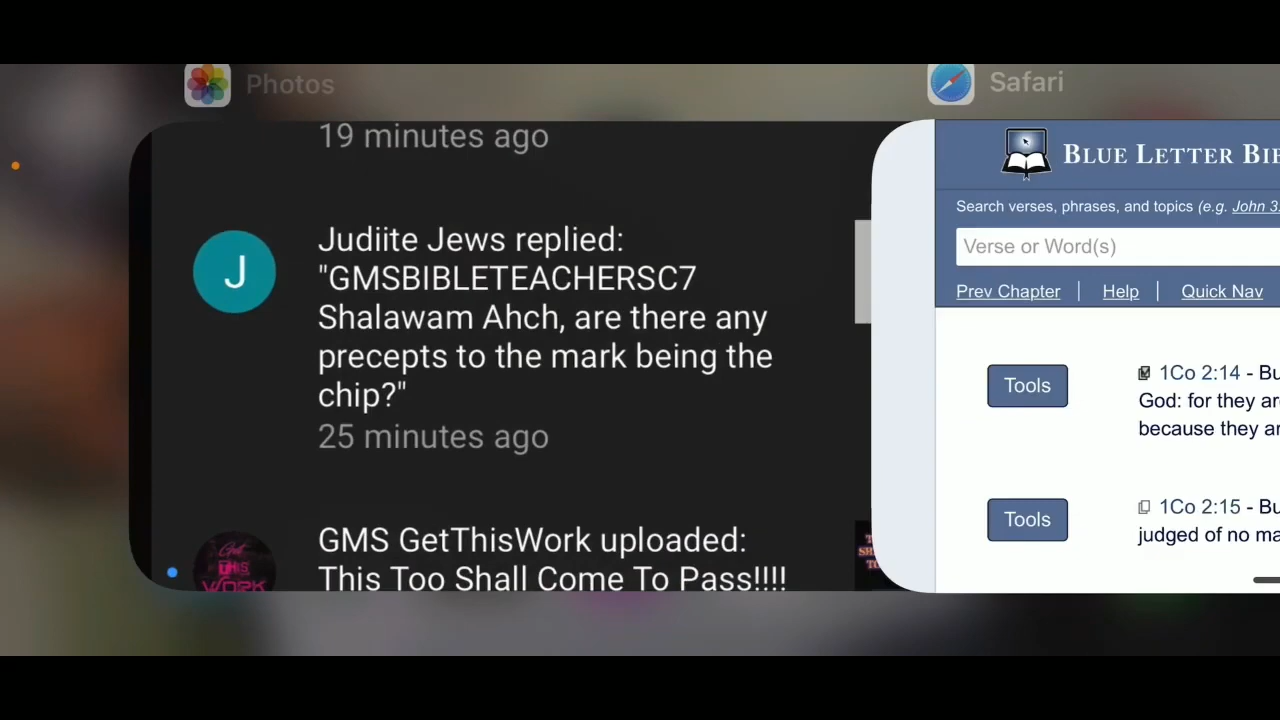 Photos
Safari
19 minutes ago
J
Judiite Jews replied:
"GMSBIBLETEACHERSC7
Shalawam Ahch, are there any
precepts to the mark being the
chip?"
25 minutes ago
Get
THIS
WORK
GMS GetThisWork uploaded:
This Too Shall Come To Pass!!!!
BLUE LETTER
Search verses, phrases, and topics (e.g. John 3
Verse or Word(s)
Prev Chapter | Help | Quick Nav
Tools
1Co 2:14 - Bu
God: for they ar
because they ar
Tools
1Co 2:15 - Bu
judged of no ma